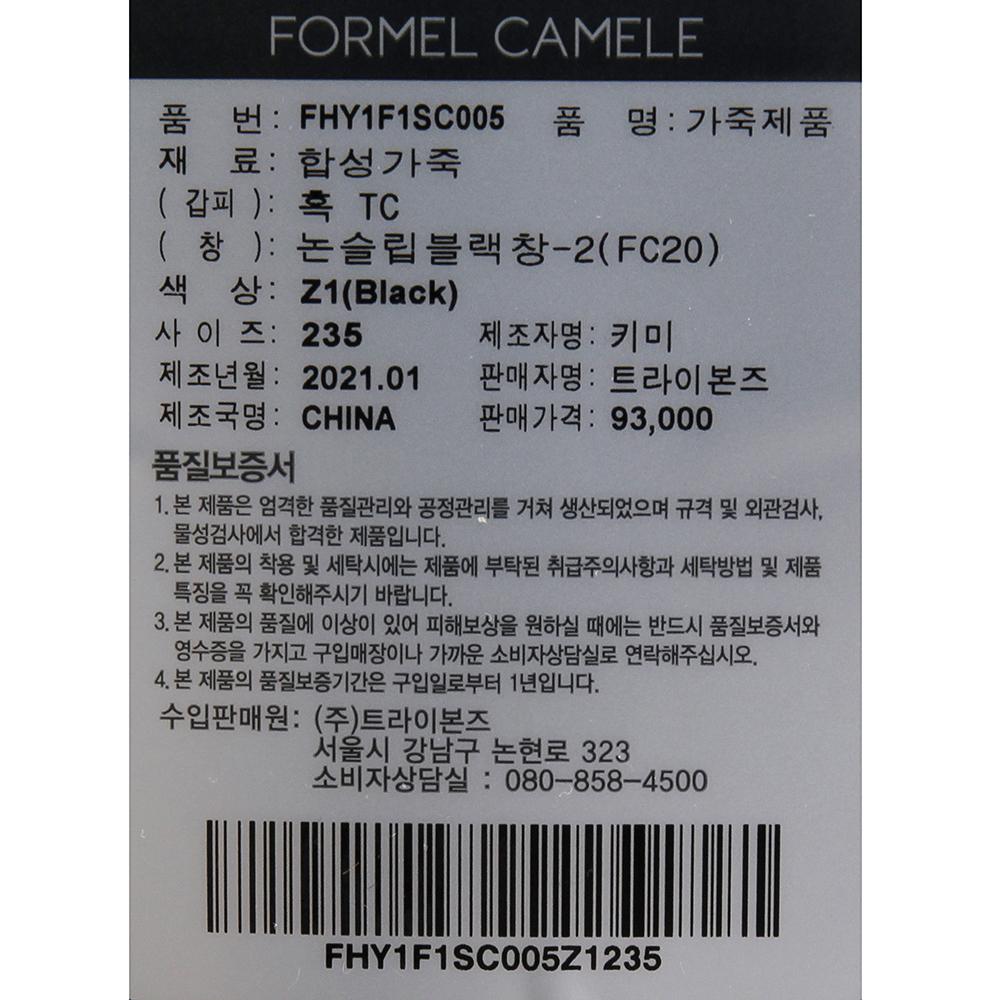 FORMEL CAMELE
품 번: FHY1F1SC005 품 명: 가죽제품
재 료: 합성가죽
( 갑피 ): 혹 TC
( 창 ): 논슬립블랙창-2(FC20)
색 상: Z1(Black)
사 이 즈: 235 제조자명: 키미
제조년월: 2021.01 판매자명: 트라이본즈
제조국명: CHINA 판매가격: 93,000
품질보증서
1. 본 제품은 엄격한 품질관리와 공정관리를 거쳐 생산되었으며 규격 및 외관검사,
물성검사에서 합격한 제품입니다.
2. 본 제품의 착용 및 세탁시에는 제품에 부탁된 취급주의사항과 세탁방법 및 제품
특징을 꼭 확인해주시기 바랍니다.
3. 본 제품의 품질에 이상이 있어 피해보상을 원하실 때에는 반드시 품질보증서와
영수증을 가지고 구입매장이나 가까운 소비자상담실로 연락해주십시오.
4. 본 제품의 품질보증기간은 구입일로부터 1년입니다.
수입판매원: (주)트라이본즈
서울시 강남구 논현로 323
소비자상담실 : 080-858-4500
FHY1F1SC005Z1235